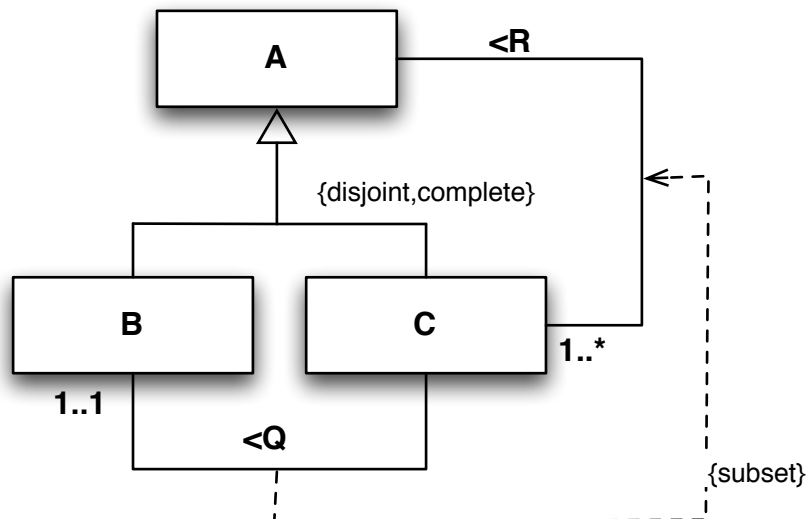 A
<R
{disjoint,complete}
B
C
1..*
1..1
<Q
{subset}